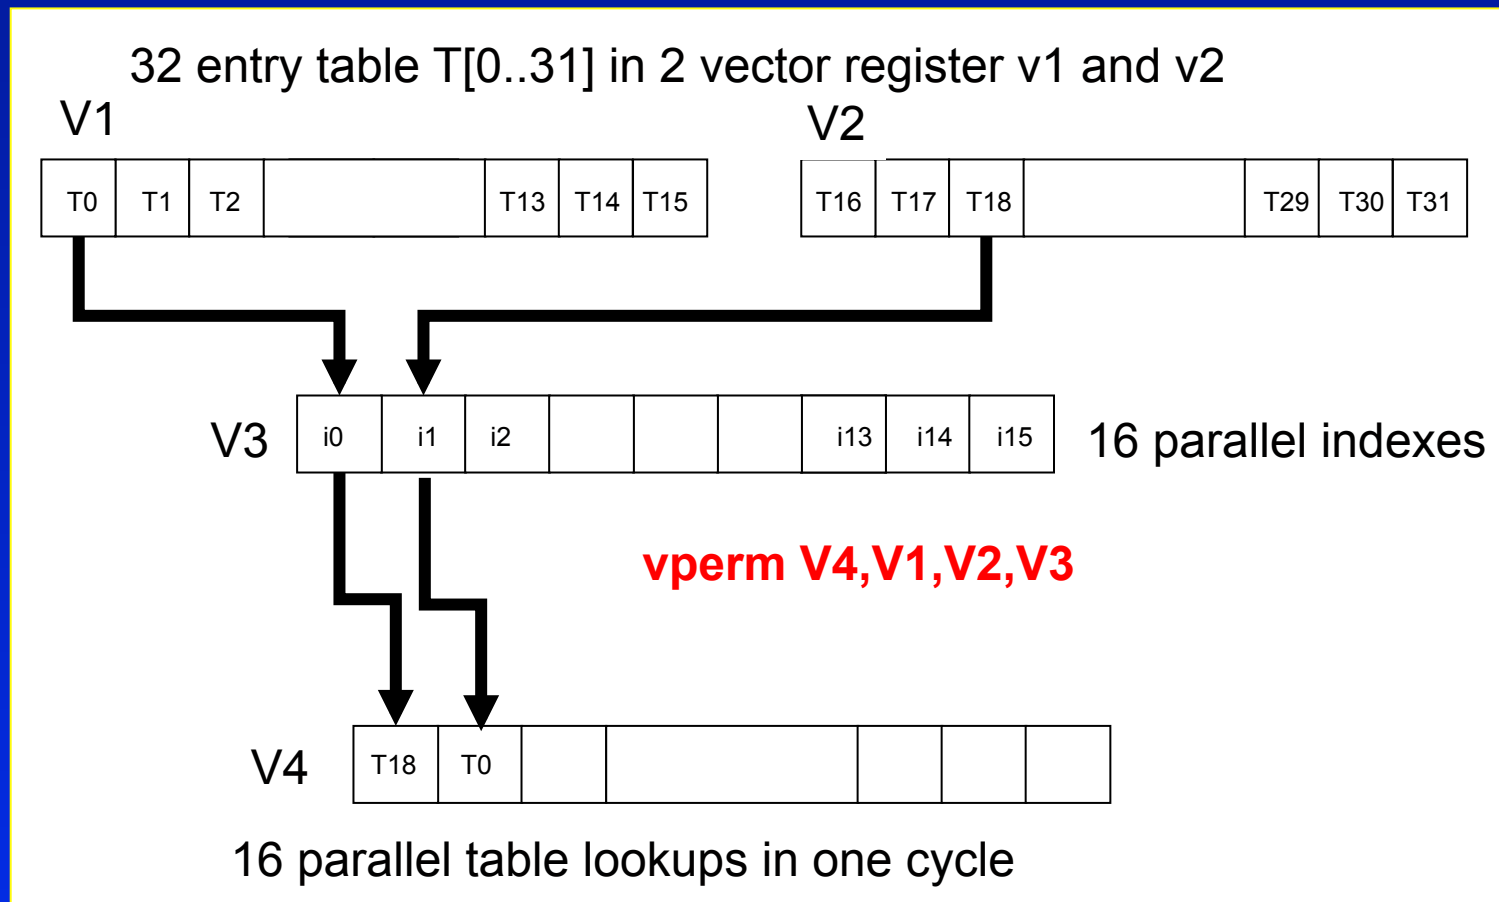 32 entry table T[0..31] in 2 vector register v1 and v2
V1
V2
T0 T1 T2 T13 T14 T15
T16 T17 T18 T29 T30 T31
V3 i0 i1 i2 i13 i14 i15 16 parallel indexes
vperm V4,V1,V2,V3
V4 T18 T0
16 parallel table lookups in one cycle